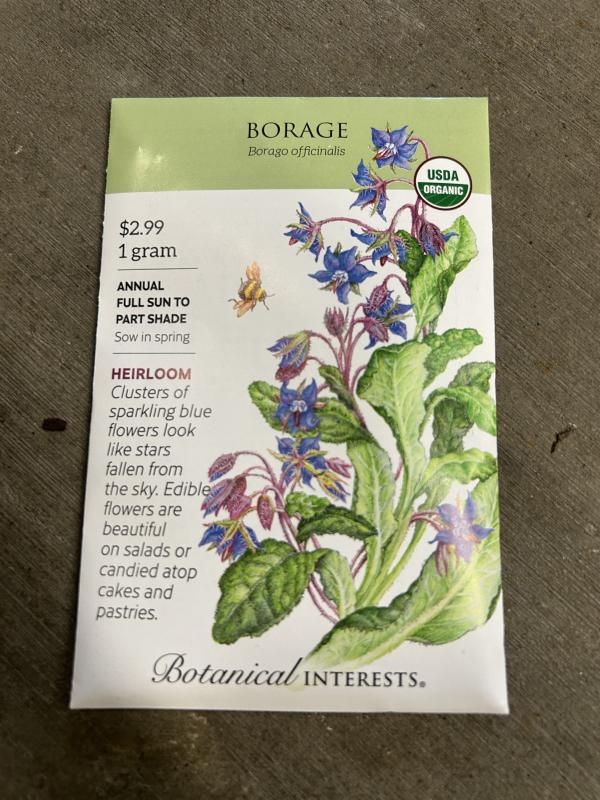 BORAGE
Borago officinalis
USDA
ORGANIC
$2.99
1 gram
ANNUAL
FULL SUN TO
PART SHADE
Sow in spring
HEIRLOOM
Clusters of
sparkling blue
flowers look
like stars
fallen from
the sky. Edible
flowers are
beautiful
on salads or
candied atop
cakes and
pastries.
Botanical INTERESTS®